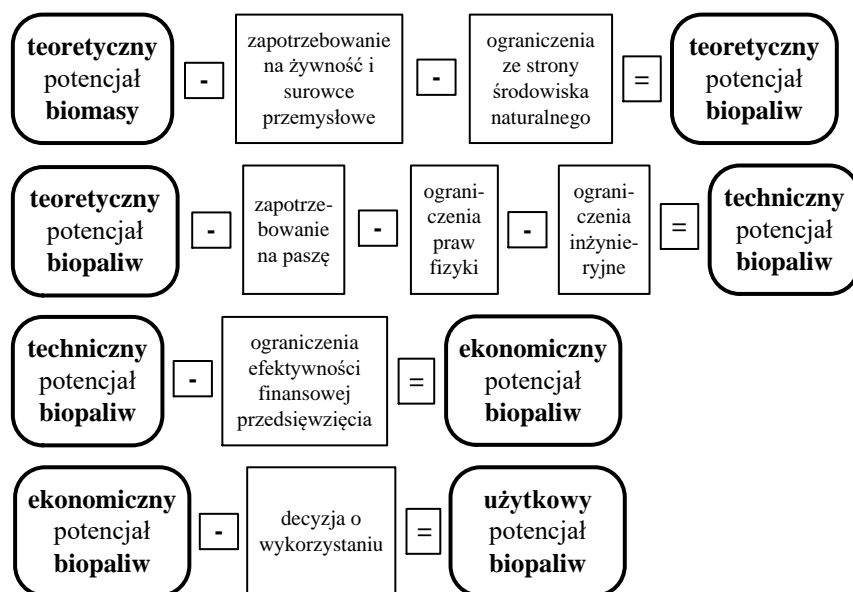 teoretyczny
potencjał
biomasy
-
zapotrzebowanie
na żywność i
surowce
przemysłowe
-
ograniczenia
ze strony
środowiska
naturalnego
=
teoretyczny
potencjał
biopaliw
teoretyczny
potencjał
biopaliw
-
zapotrze-
bowanie
na paszę
-
ograni-
czenia
praw
fizyki
-
ograni-
czenia
inżynie-
ryjne
=
techniczny
potencjał
biopaliw
techniczny
potencjał
biopaliw
-
ograniczenia
efektywności
finansowej
przedsięwzięcia
=
ekonomiczny
potencjał
biopaliw
ekonomiczny
potencjał
biopaliw
-
decyzja o
wykorzystaniu
=
użytkowy
potencjał
biopaliw